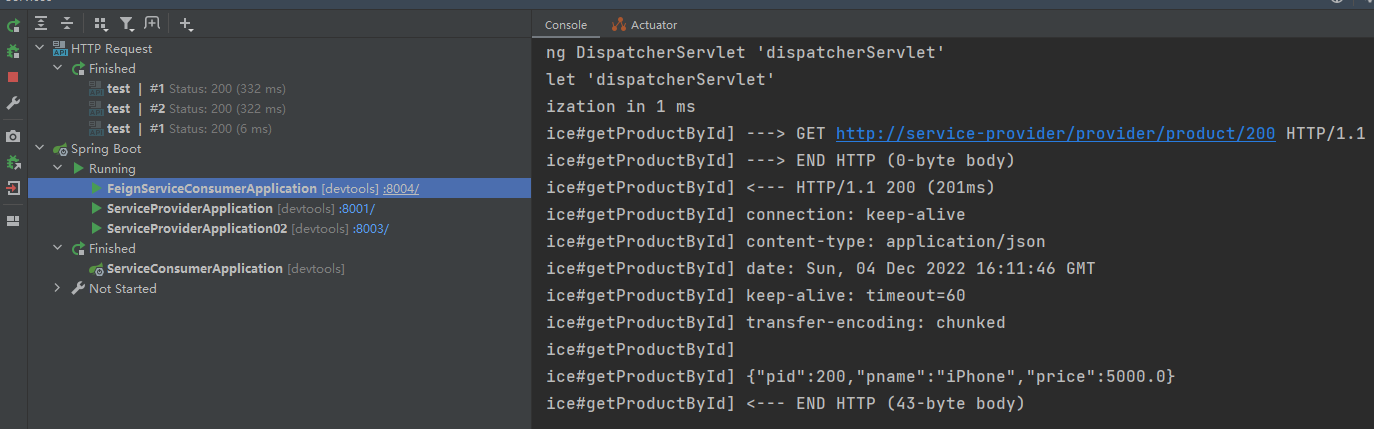 Services
HTTP Request
Finished
test | #1 Status: 200 (332 ms)
test | #2 Status: 200 (322 ms)
test | #1 Status: 200 (6 ms)
Spring Boot
Running
FeignServiceConsumerApplication [devtools] :8004/
ServiceProviderApplication [devtools] :8001/
ServiceProviderApplication02 [devtools] :8003/
Finished
ServiceConsumerApplication [devtools]
Not Started
Console Actuator
ng DispatcherServlet 'dispatcherServlet'
let 'dispatcherServlet'
ization in 1 ms
ice#getProductById] ---> GET http://service-provider/provider/product/200 HTTP/1.1
ice#getProductById] ---> END HTTP (0-byte body)
ice#getProductById] <--- HTTP/1.1 200 (201ms)
ice#getProductById] connection: keep-alive
ice#getProductById] content-type: application/json
ice#getProductById] date: Sun, 04 Dec 2022 16:11:46 GMT
ice#getProductById] keep-alive: timeout=60
ice#getProductById] transfer-encoding: chunked
ice#getProductById]
ice#getProductById] {"pid":200,"pname":"iPhone","price":5000.0}
ice#getProductById] <--- END HTTP (43-byte body)